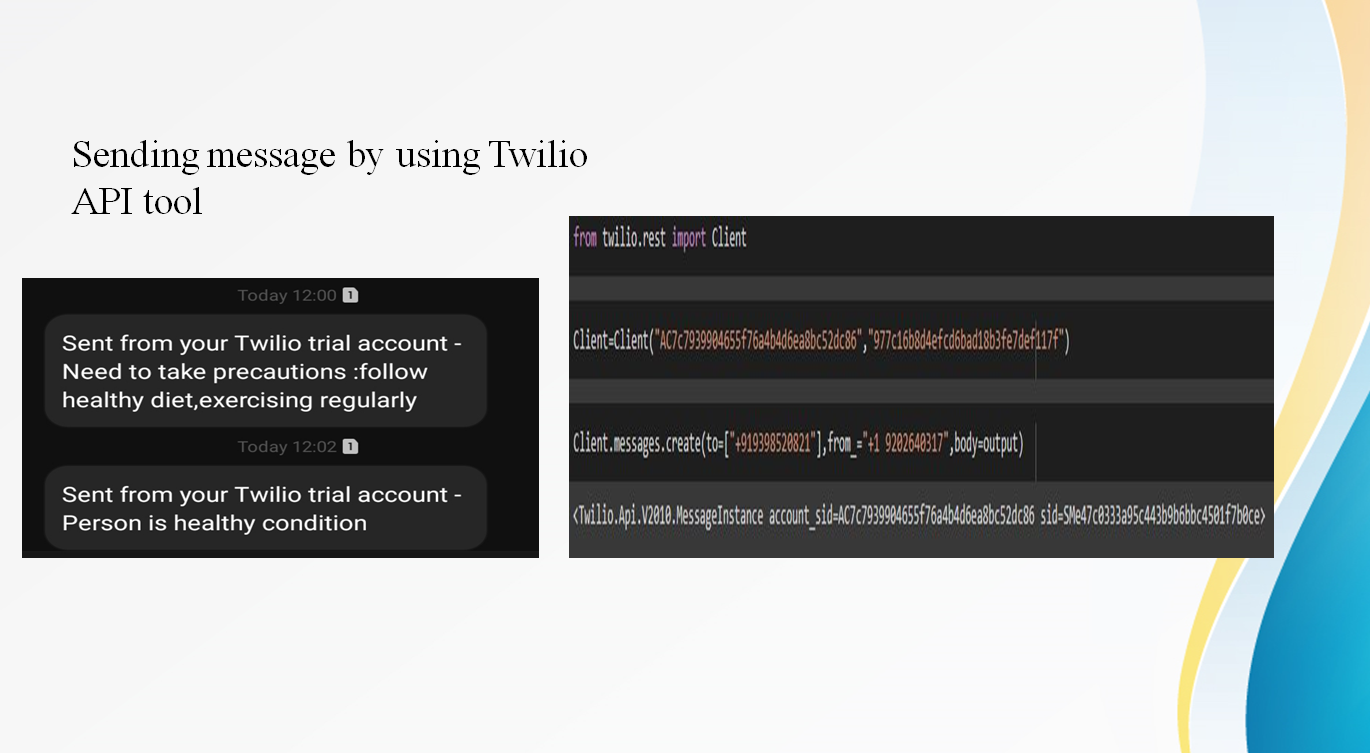 Sending message by using Twilio
API tool
Today 12:00 1
Sent from your Twilio trial account -
Need to take precautions :follow
healthy diet,exercising regularly
Today 12:02 1
Sent from your Twilio trial account -
Person is healthy condition
from twilio.rest import Client
Client=Client("AC7c7939904655f76a4b4d6ea8bc52dc86","977c16b8d4efcd6bad18b3fe7def117f")
Client.messages.create(to=["+919398520821"],from_="+1 9202640317",body=output)
<Twilio.Api.V2010.MessageInstance account_sid=AC7c7939904655f76a4b4d6ea8bc52dc86 sid=SMe47c0333a95c443b9b6bbc4501f7b0ce>